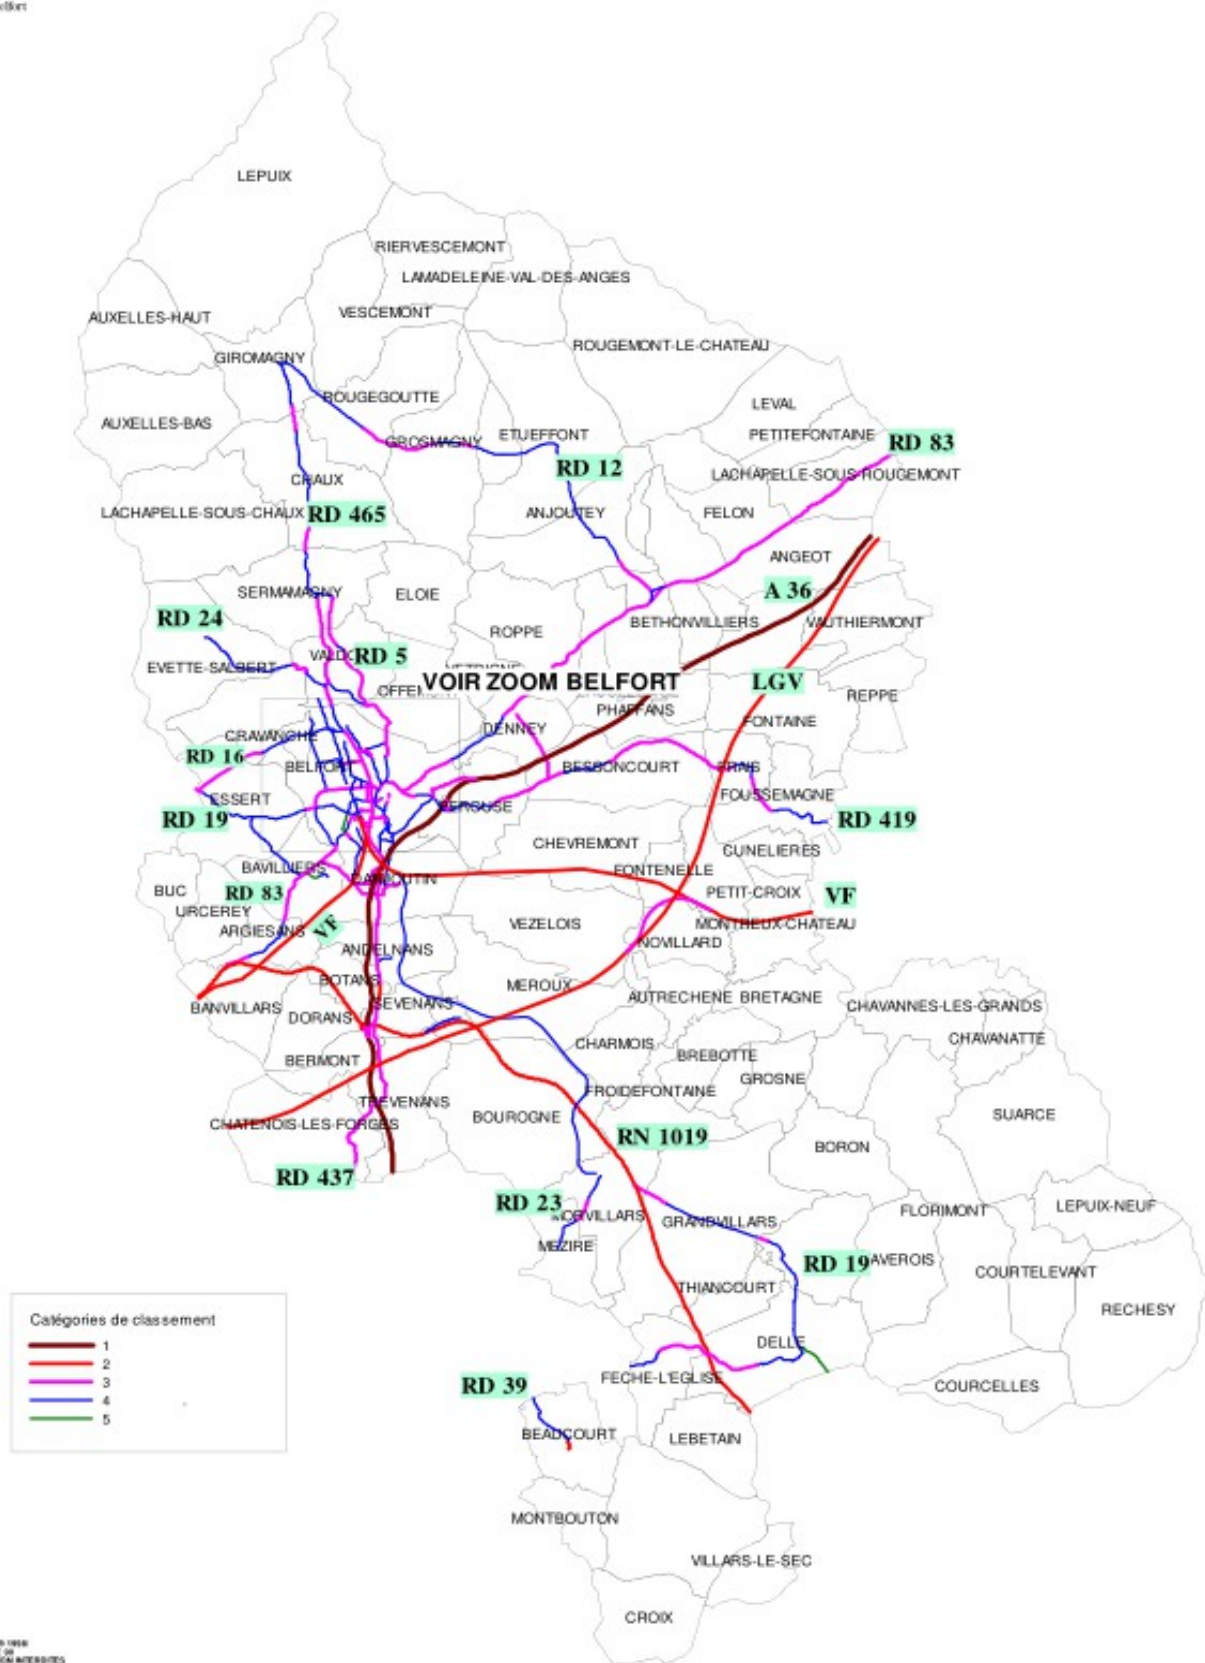 LEPUIX
RIERVESCEMONT
LAMADELEINE-VAL-DES-ANGES
AUXELLES-HAUT
VESCEMONT
ROUGEMONT-LE-CHATEAU
GIROMAGNY
ROUGEGOUTTE
LEVAL
AUXELLES-BAS
ETUEFFONT
PETITEFONTAINE
RD 83
GROSMAGNY
RD 12
LACHAPELLE-SOUS-ROUGEMONT
CHAUX
LACHAPELLE-SOUS-CHAUX
RD 465
ANJOUTEY
FELON
ANGEOT
SERMAMAGNY
ELOIE
A 36
RD 24
ROPPE
BETHONVILLIERS
VAUTHIERMONT
EVETTE-SALBERT
RD 5
VOIR ZOOM BELFORT
LGV
REPPE
PHAFFANS
FONTAINE
DENNEY
CRAVANCHE
RD 16
BELFORT
BESSONCOURT
FRAIS
FOUSSEMAGNE
ESSERT
PEROUSE
RD 19
RD 419
CHEVREMONT
CUNELIERES
BAVILLIERS
FONTENELLE
DANJOUTIN
BUC
RD 83
PETIT-CROIX
VF
URCEREY
VEZELOIS
MONTREUX-CHATEAU
ARGIESANS
VF
NOVILLARD
ANDELNANS
BOTANS
MEROUX
AUTRECHENE
BRETAGNE
BANVILLARS
SEVENANS
CHAVANNES-LES-GRANDS
DORANS
CHAVANATTE
CHARMOIS
BERMONT
BREBOTTE
GROSNE
FROIDEFONTAINE
TREVENANS
SUARCE
CHATENOIS-LES-FORGES
BOUROGNE
RN 1019
BORON
RD 437
RD 23
MORVILLARS
GRANDVILLARS
FLORIMONT
LEPUIX-NEUF
MEZIRE
RD 19
AVEROIS
COURTELEVANT
THIANCOURT
RECHESY
Catégories de classement
1
2
3
4
5
DELLE
FECHE-L'EGLISE
RD 39
COURCELLES
BEAUCOURT
LEBETAIN
MONTBOUTON
VILLARS-LE-SEC
CROIX